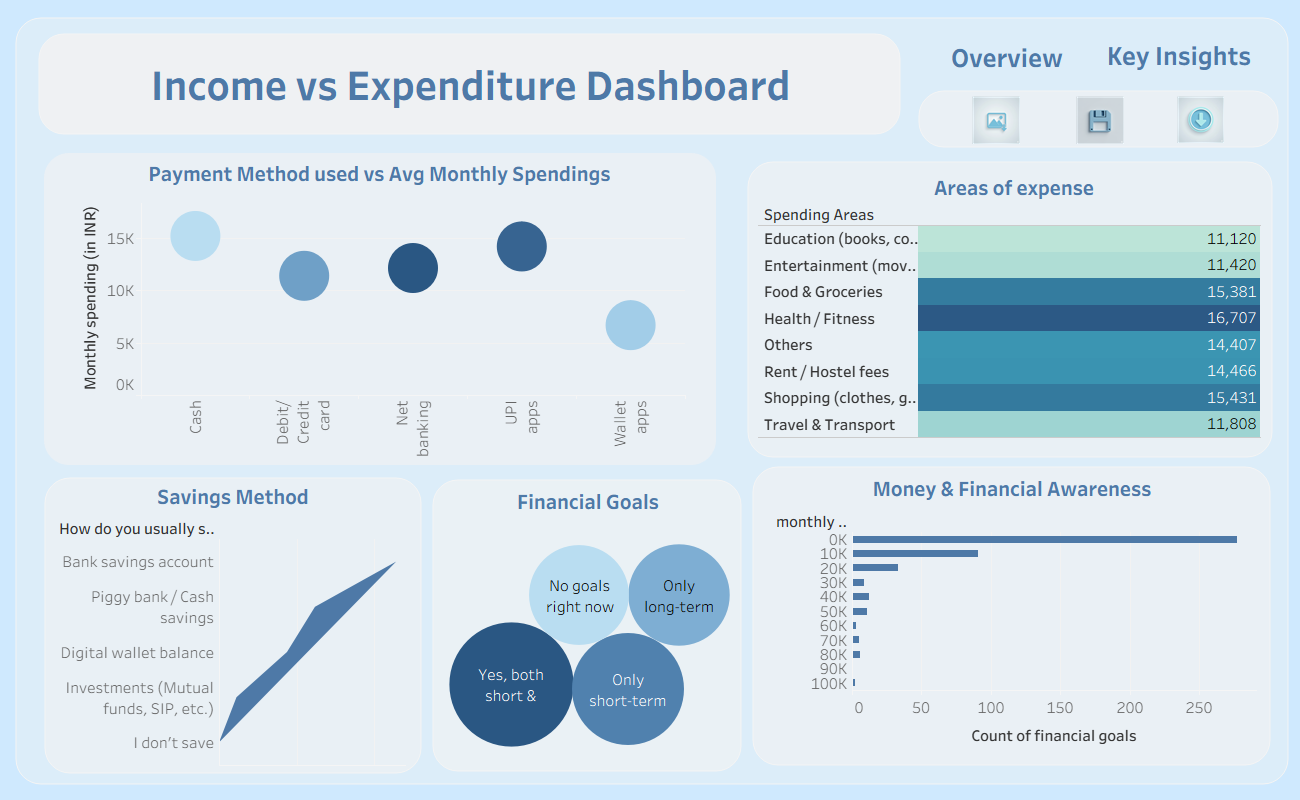 Income vs Expenditure Dashboard
Overview
Key Insights
Payment Method used vs Avg Monthly Spendings
Monthly spending (in INR)
15K
10K
5K
0K
Cash
Debit/
Credit
card
Net
banking
UPI
apps
Wallet
apps
Areas of expense
Spending Areas
Education (books, co.. 11,120
Entertainment (mov.. 11,420
Food & Groceries 15,381
Health / Fitness 16,707
Others 14,407
Rent / Hostel fees 14,466
Shopping (clothes, g.. 15,431
Travel & Transport 11,808
Savings Method
How do you usually s..
Bank savings account
Piggy bank / Cash
savings
Digital wallet balance
Investments (Mutual
funds, SIP, etc.)
I don't save
Financial Goals
No goals
right now
Only
long-term
Yes, both
short &
Only
short-term
Money & Financial Awareness
monthly ..
0K
10K
20K
30K
40K
50K
60K
70K
80K
90K
100K
0 50 100 150 200 250
Count of financial goals